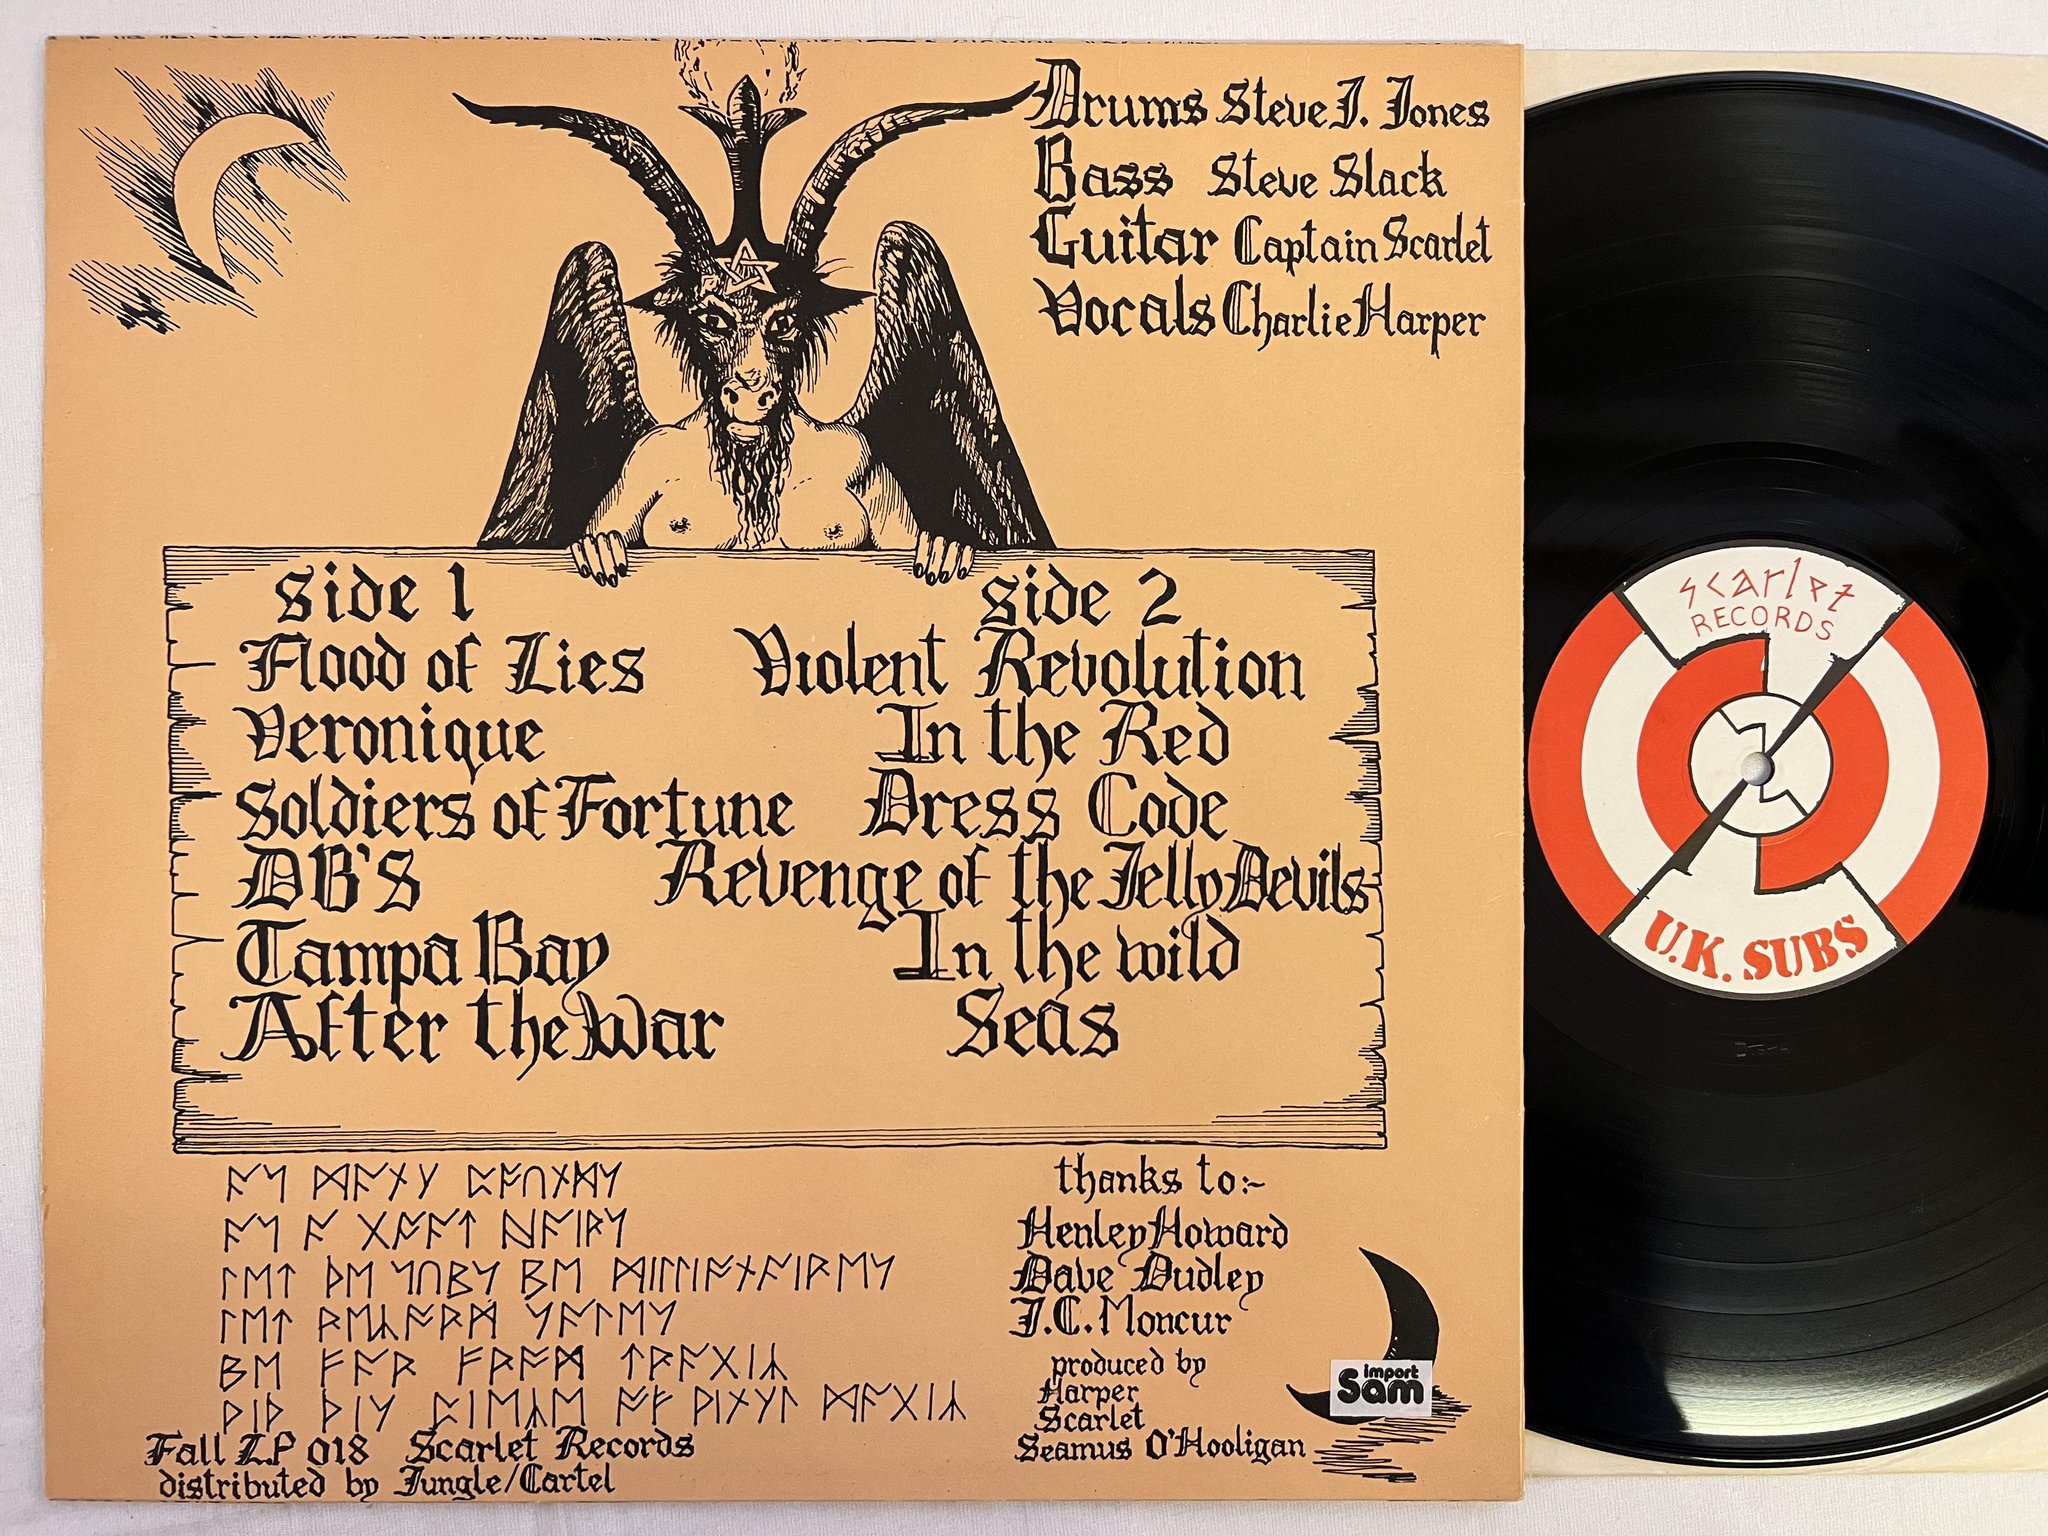 Drums Steve J. Jones
Bass Steve Slack
Guitar Captain Scarlet
Vocals Charlie Harper
Side 1
Flood of Lies
Veronique
Soldiers of Fortune
DB'S
Tampa Bay
After the War
Side 2
Violent Revolution
In the Red
Dress Code
Revenge of the Jelly Devils
In the wild
Seas
thanks to:-
Henley Howard
Dave Dudley
J.C. Moncur
produced by
Harper
Scarlet
Seamus O'Hooligan
Fall LP 018 Scarlet Records
distributed by Jungle/Cartel
import
Sam
Scarlet
RECORDS
U.K. SUBS